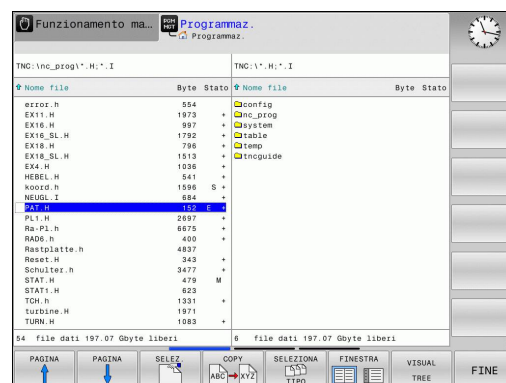 Funzionamento ma... PGM MGT Programmaz.
Programmaz.
TNC:\nc_prog\*.H;*.I TNC:\*.H;*.I
Nome file Byte Stato Nome file Byte Stato
error.h 554
EX11.H 1973 +
EX16.H 997 +
EX16_SL.H 1792 +
EX18.H 796 +
EX18_SL.H 1513 +
EX4.H 1036 +
HEBEL.H 541 +
koord.h 1596 S +
NEUGL.I 684 +
PAT.H 152 E +
PL1.H 2697 +
Ra-Pl.h 6675 +
RAD6.h 400 +
Rastplatte.h 4837
Reset.H 343 +
Schulter.h 3477 +
STAT.H 479 M
STAT1.H 623
TCH.h 1331 +
turbine.H 1971
TURN.H 1083 +
config
nc_prog
system
table
temp
tncguide
54 file dati 197.07 Gbyte liberi 6 file dati 197.07 Gbyte liberi
PAGINA PAGINA SELEZ. COPY SELEZIONA FINESTRA VISUAL
ABC XYZ TIPO TREE FINE